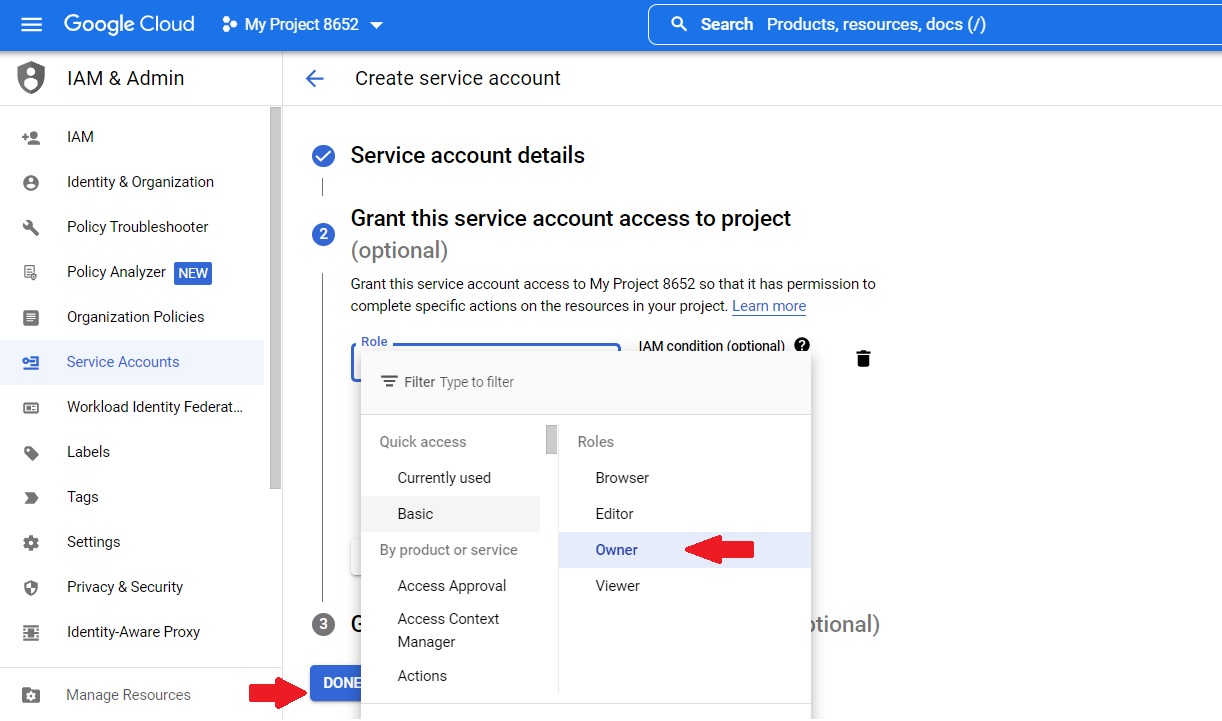 Google Cloud
My Project 8652
Search Products, resources, docs (/)
IAM & Admin
Create service account
IAM
Identity & Organization
Policy Troubleshooter
Policy Analyzer NEW
Organization Policies
Service Accounts
Workload Identity Federat...
Labels
Tags
Settings
Privacy & Security
Identity-Aware Proxy
Manage Resources
Service account details
2
Grant this service account access to project
(optional)
Grant this service account access to My Project 8652 so that it has permission to
complete specific actions on the resources in your project. Learn more
Role
IAM condition (optional) ?
Filter Type to filter
Quick access
Currently used
Basic
By product or service
Access Approval
Access Context
Manager
Actions
Roles
Browser
Editor
Owner
Viewer
3
DONE